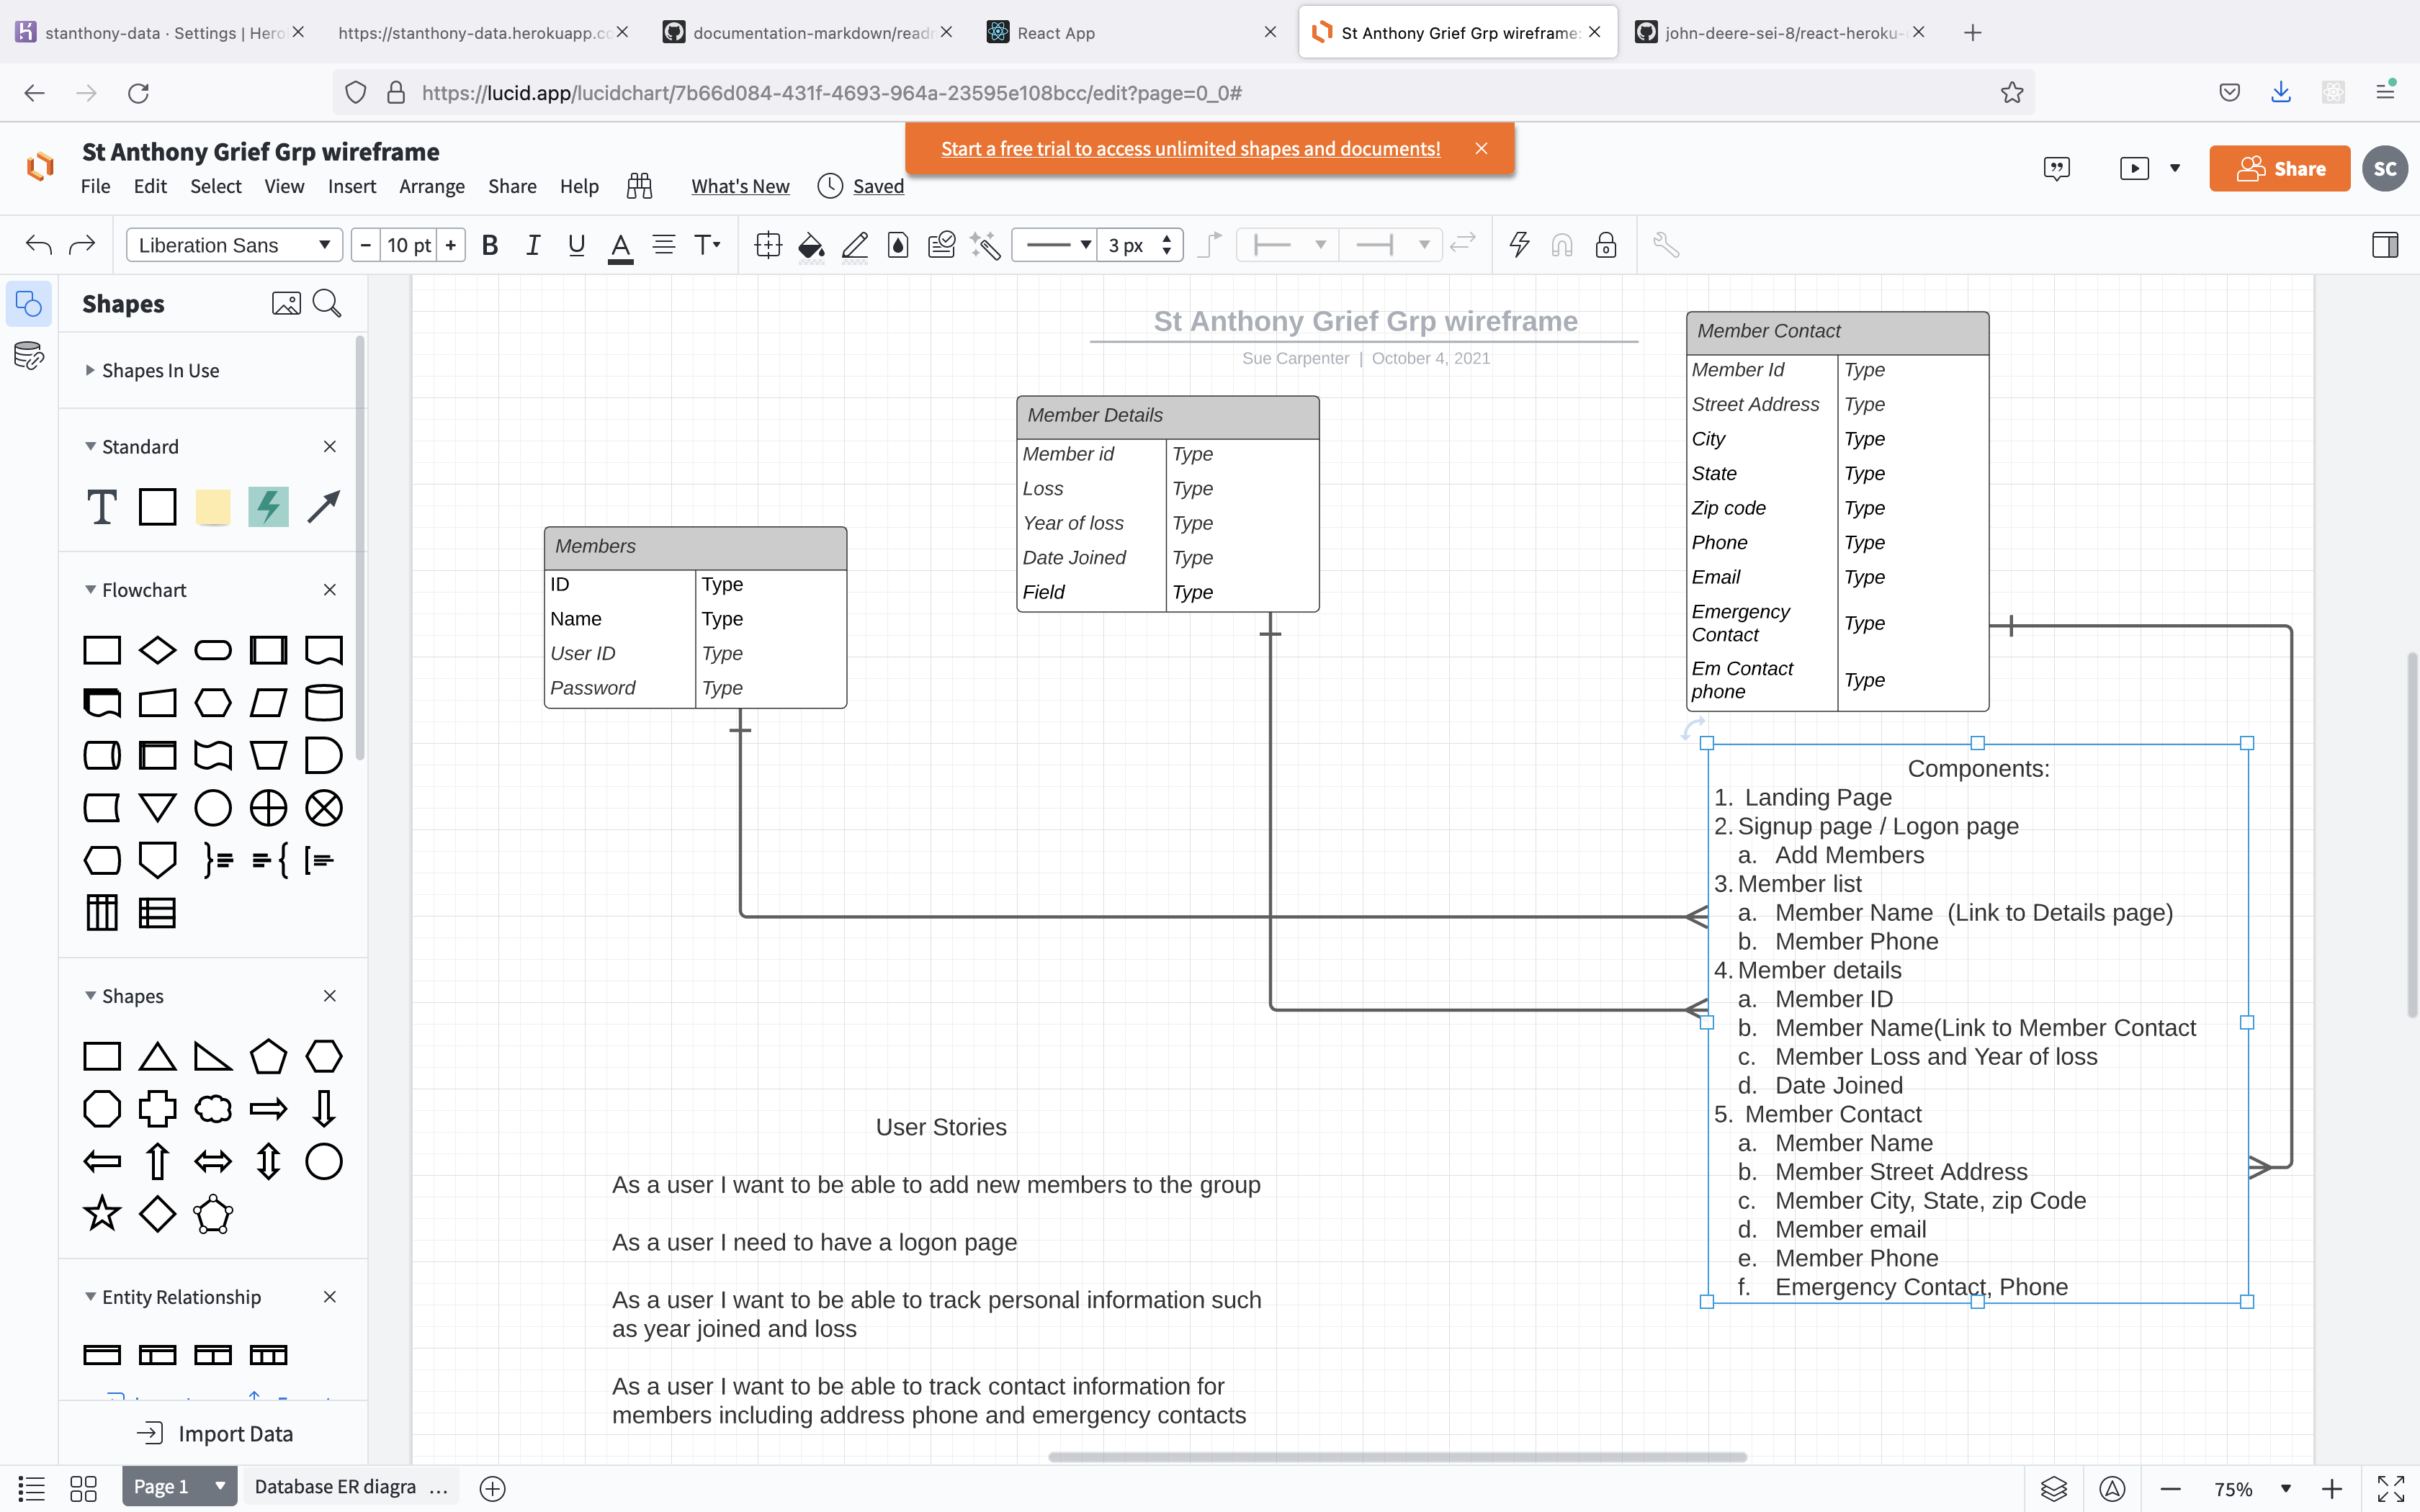 stanthony-data · Settings | Hero
https://stanthony-data.herokuapp.co
documentation-markdown/readm
React App
St Anthony Grief Grp wireframe:
john-deere-sei-8/react-heroku-
https://lucid.app/lucidchart/7b66d084-431f-4693-964a-23595e108bcc/edit?page=0_0#
St Anthony Grief Grp wireframe
Start a free trial to access unlimited shapes and documents!
File Edit Select View Insert Arrange Share Help What's New Saved
Share
SC
Liberation Sans
− 10 pt +
B I U A T
3 px
Shapes
Shapes In Use
Standard
T
Flowchart
Shapes
Entity Relationship
Import Data
St Anthony Grief Grp wireframe
Sue Carpenter | October 4, 2021
Members
ID Type
Name Type
User ID Type
Password Type
Member Details
Member id Type
Loss Type
Year of loss Type
Date Joined Type
Field Type
Member Contact
Member Id Type
Street Address Type
City Type
State Type
Zip code Type
Phone Type
Email Type
Emergency
Contact Type
Em Contact
phone Type
Components:
1. Landing Page
2. Signup page / Logon page
a. Add Members
3. Member list
a. Member Name (Link to Details page)
b. Member Phone
4. Member details
a. Member ID
b. Member Name(Link to Member Contact
c. Member Loss and Year of loss
d. Date Joined
5. Member Contact
a. Member Name
b. Member Street Address
c. Member City, State, zip Code
d. Member email
e. Member Phone
f. Emergency Contact, Phone
User Stories
As a user I want to be able to add new members to the group
As a user I need to have a logon page
As a user I want to be able to track personal information such
as year joined and loss
As a user I want to be able to track contact information for
members including address phone and emergency contacts
Page 1
Database ER diagra ...
75%